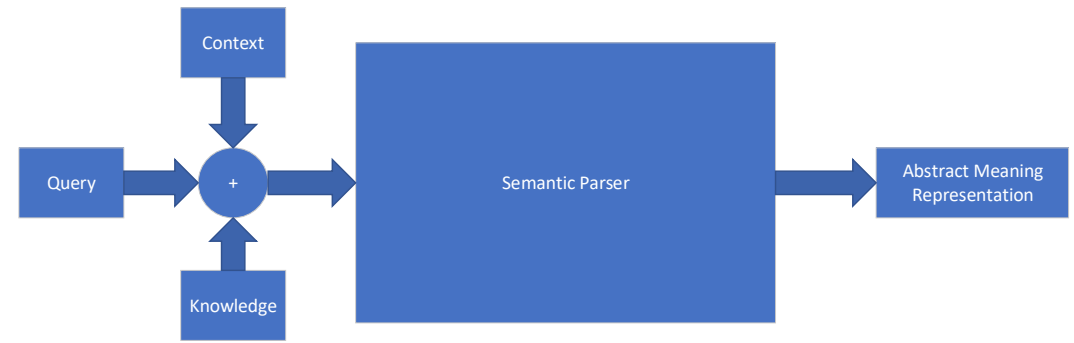 Context
Query
+
Semantic Parser
Abstract Meaning
Representation
Knowledge